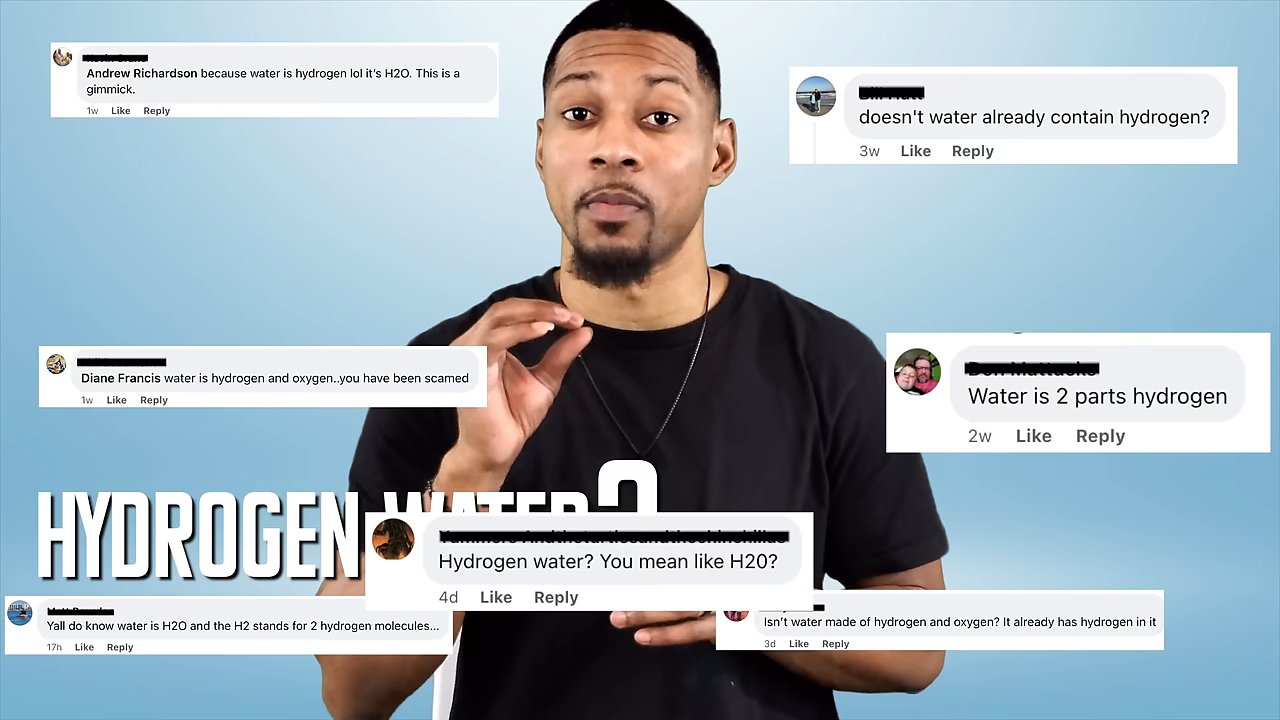 Andrew Richardson because water is hydrogen lol it's H2O. This is a
gimmick.
1w Like Reply
doesn't water already contain hydrogen?
3w Like Reply
Diane Francis water is hydrogen and oxygen..you have been scamed
1w Like Reply
Water is 2 parts hydrogen
2w Like Reply
HYDROGEN WATER?
Hydrogen water? You mean like H20?
4d Like Reply
Yall do know water is H2O and the H2 stands for 2 hydrogen molecules...
17h Like Reply
Isn't water made of hydrogen and oxygen? It already has hydrogen in it
3d Like Reply